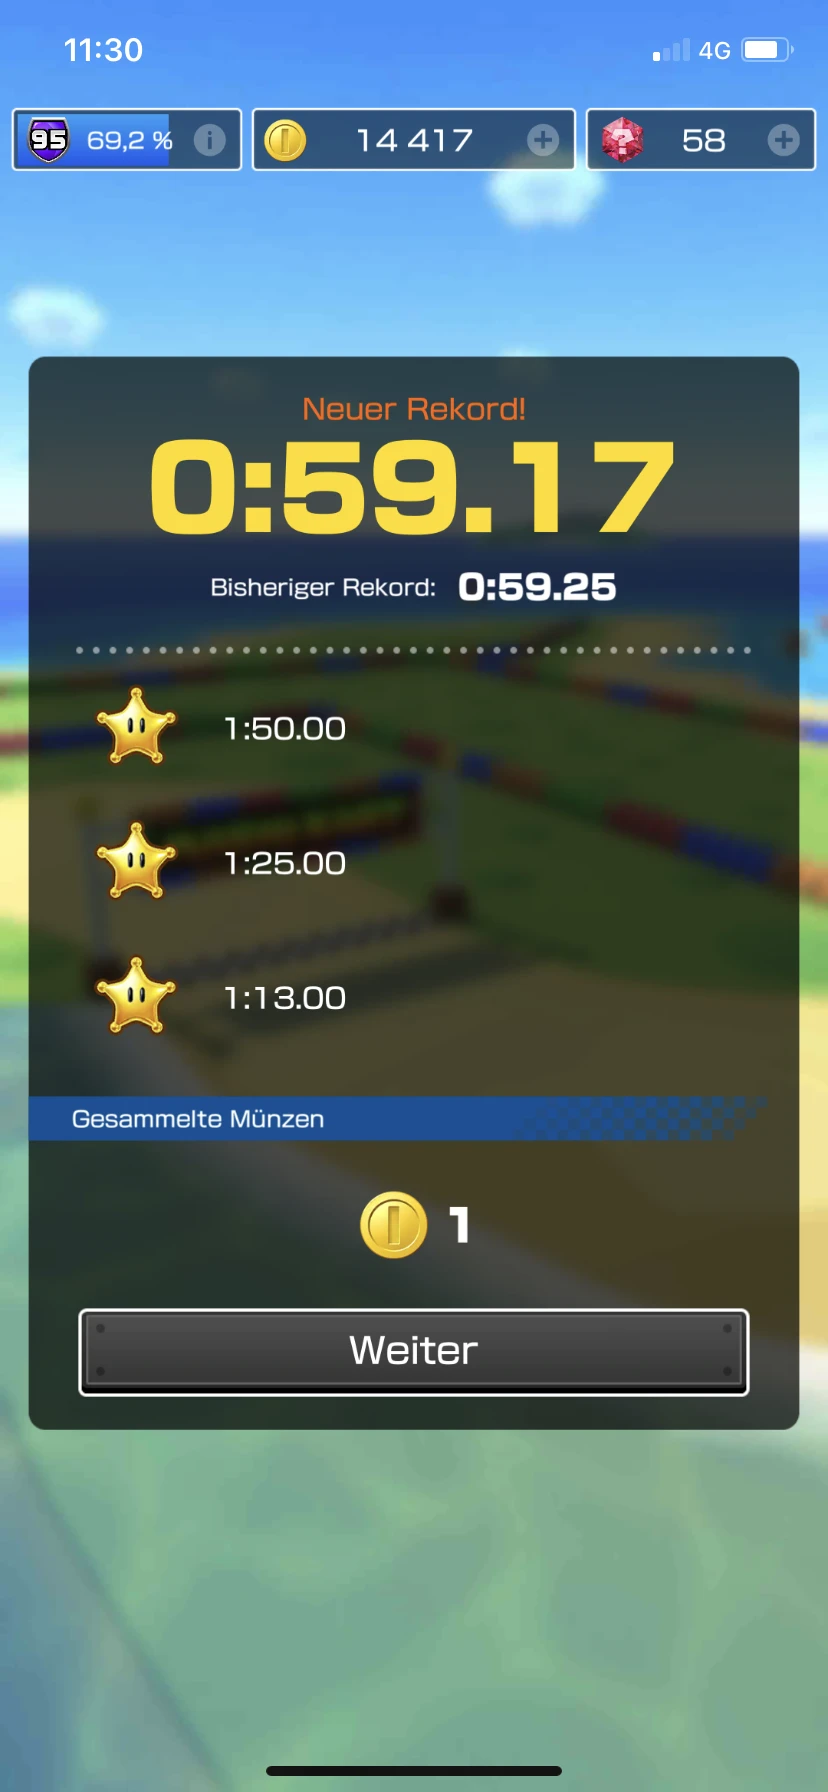 11:30
4G
95 69,2 % i
14 417 +
? 58 +
Neuer Rekord!
0:59.17
Bisheriger Rekord: 0:59.25
1:50.00
1:25.00
1:13.00
Gesammelte Münzen
1
Weiter